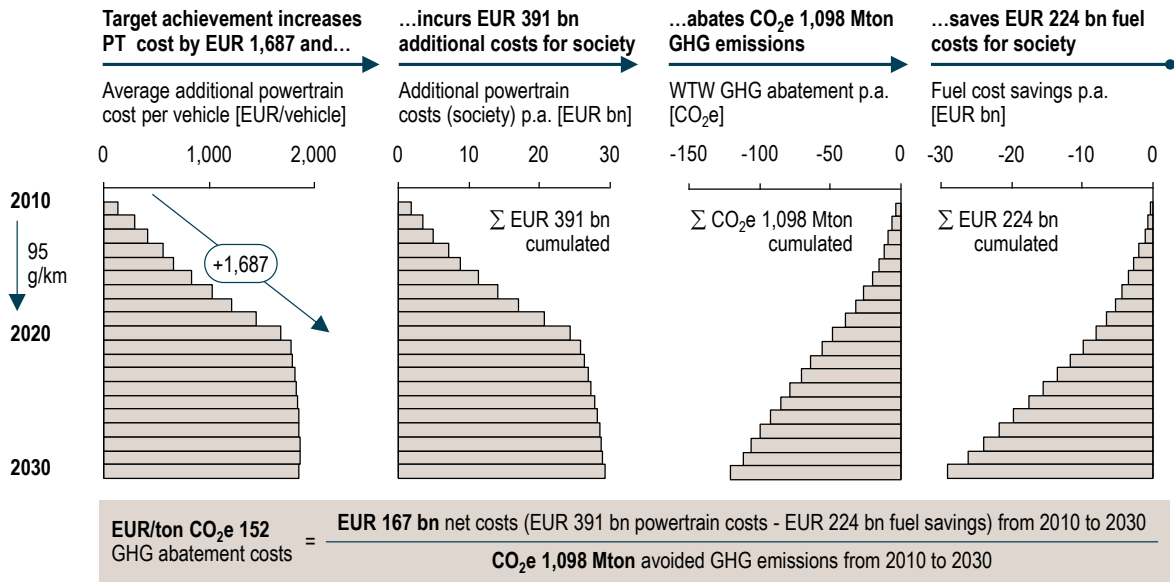 Target achievement increases
PT cost by EUR 1,687 and…
…incurs EUR 391 bn
additional costs for society
…abates CO₂e 1,098 Mton
GHG emissions
…saves EUR 224 bn fuel
costs for society
Average additional powertrain
cost per vehicle [EUR/vehicle]
Additional powertrain
costs (society) p.a. [EUR bn]
WTW GHG abatement p.a.
[CO₂e]
Fuel cost savings p.a.
[EUR bn]
0 1,000 2,000
0 10 20 30
-150 -100 -50 0
-30 -20 -10 0
2010
95
g/km
2020
2030
+1,687
∑ EUR 391 bn
cumulated
∑ CO₂e 1,098 Mton
cumulated
∑ EUR 224 bn
cumulated
EUR/ton CO₂e 152
GHG abatement costs
=
EUR 167 bn net costs (EUR 391 bn powertrain costs - EUR 224 bn fuel savings) from 2010 to 2030
CO₂e 1,098 Mton avoided GHG emissions from 2010 to 2030